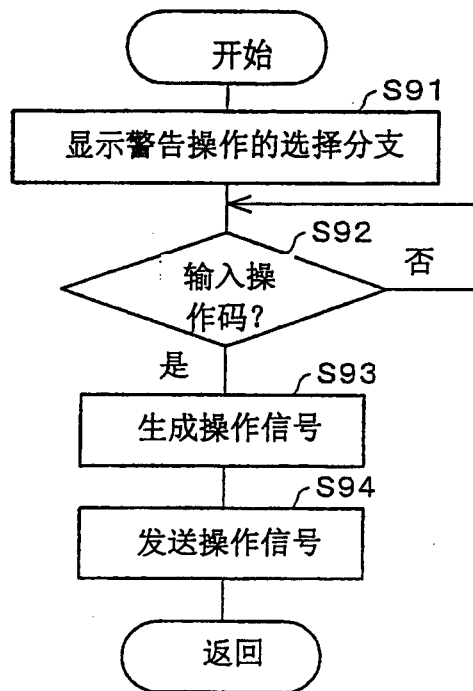 开始
S91
显示警告操作的选择分支
S92
输入操
作码?
否
是
S93
生成操作信号
S94
发送操作信号
返回